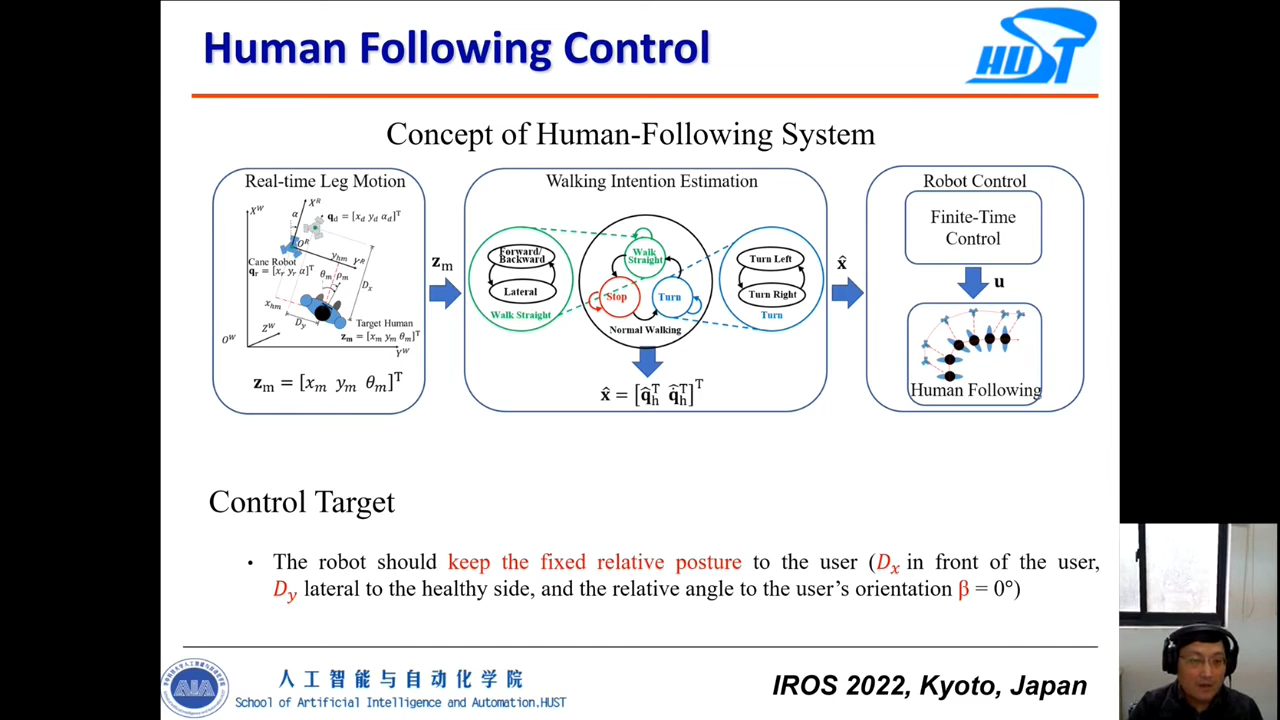 Human Following Control
HUST
Concept of Human-Following System
Real-time Leg Motion
X^W
X^R
α
q_d = [x_d y_d α_d]^T
O^R
Y^R
Cane Robot
q_r = [x_r y_r α]^T
y_hm
θ_m
ρ_m
D_x
x_hm
D_y
Z^W
O^W
Y^W
Target Human
z_m = [x_m y_m θ_m]^T
z_m = [x_m y_m θ_m]^T
z_m
Walking Intention Estimation
Forward/
Backward
Lateral
Walk Straight
Walk
Straight
Stop
Turn
Normal Walking
Turn Left
Turn Right
Turn
x̂ = [q̂_h^T q̇̂_h^T]^T
x̂
Robot Control
Finite-Time
Control
u
Human Following
Control Target
• The robot should keep the fixed relative posture to the user (D_x in front of the user,
D_y lateral to the healthy side, and the relative angle to the user's orientation β = 0°)
AIA
人工智能与自动化学院
School of Artificial Intelligence and Automation.HUST
IROS 2022, Kyoto, Japan